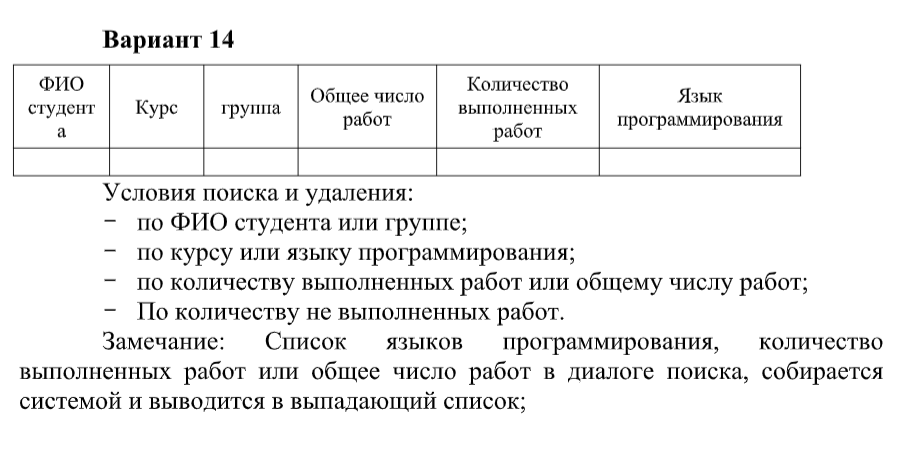 Вариант 14
ФИО студент а
Курс
группа
Общее число работ
Количество выполненных работ
Язык программирования
Условия поиска и удаления:
− по ФИО студента или группе;
− по курсу или языку программирования;
− по количеству выполненных работ или общему числу работ;
− По количеству не выполненных работ.
Замечание: Список языков программирования, количество
выполненных работ или общее число работ в диалоге поиска, собирается
системой и выводится в выпадающий список;